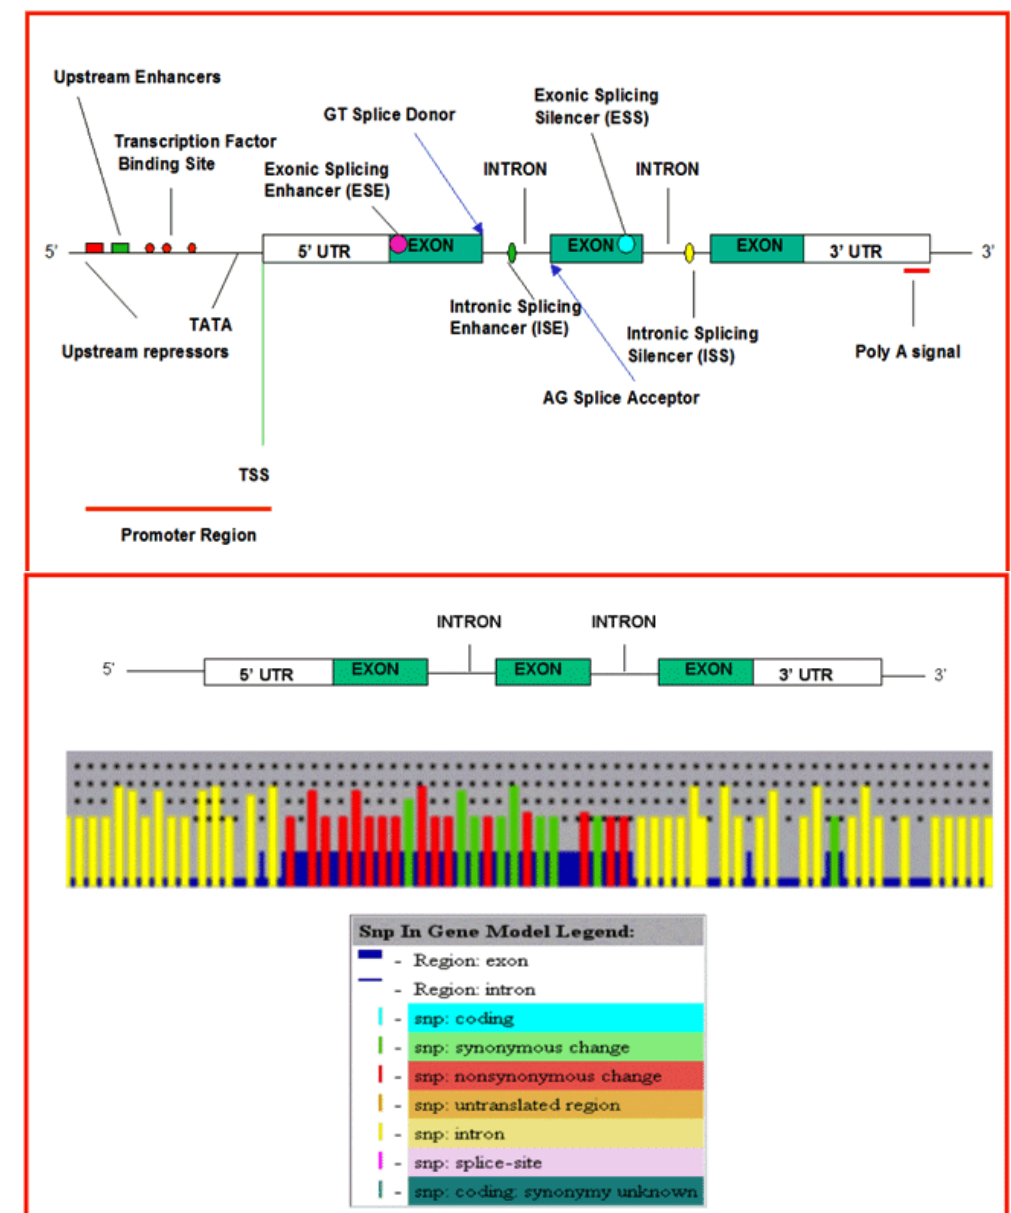 Upstream Enhancers
Transcription Factor
Binding Site
Exonic Splicing
Enhancer (ESE)
GT Splice Donor
INTRON
Exonic Splicing
Silencer (ESS)
INTRON
5'
5' UTR
EXON
EXON
EXON
3' UTR
3'
TATA
Upstream repressors
Intronic Splicing
Enhancer (ISE)
Intronic Splicing
Silencer (ISS)
Poly A signal
AG Splice Acceptor
TSS
Promoter Region
INTRON
INTRON
5'
5' UTR
EXON
EXON
EXON
3' UTR
3'
Snp In Gene Model Legend:
- Region: exon
- Region: intron
- snp: coding
- snp: synonymous change
- snp: nonsynonymous change
- snp: untranslated region
- snp: intron
- snp: splice-site
- snp: coding: synonymy unknown